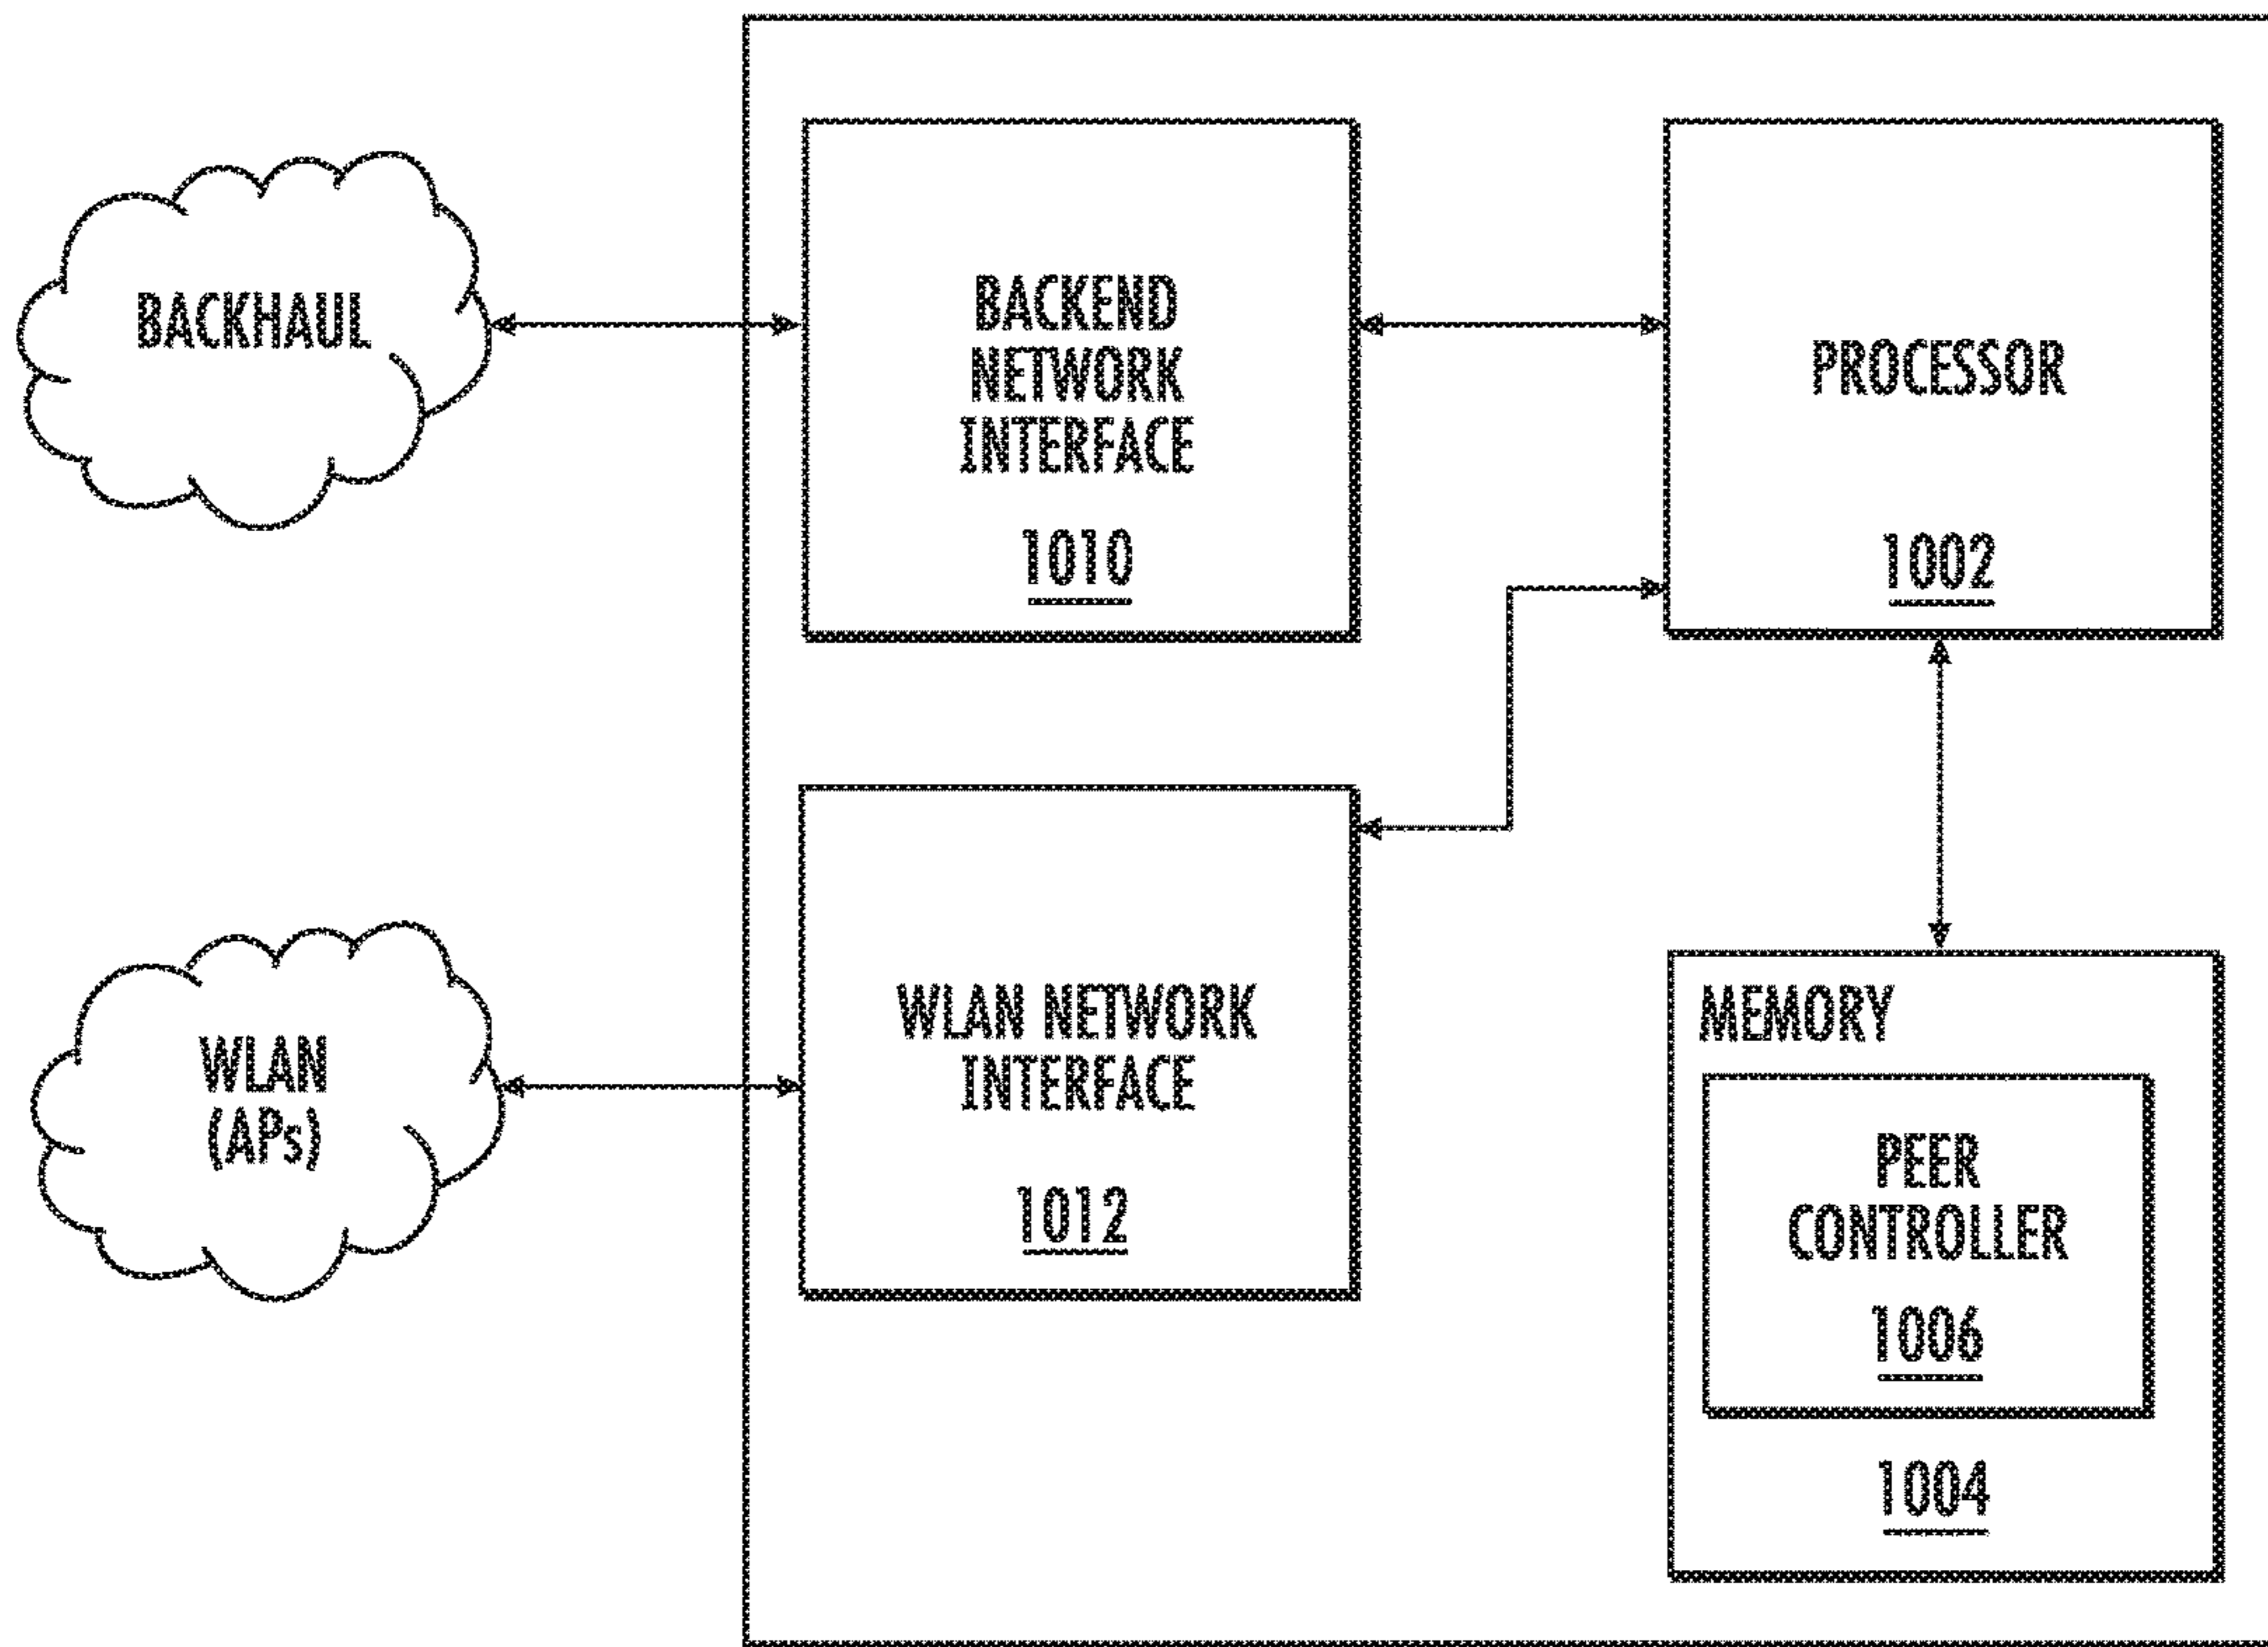 BACKHAUL
BACKEND
NETWORK
INTERFACE
1010
PROCESSOR
1002
WLAN
(APs)
WLAN NETWORK
INTERFACE
1012
MEMORY
PEER
CONTROLLER
1006
1004